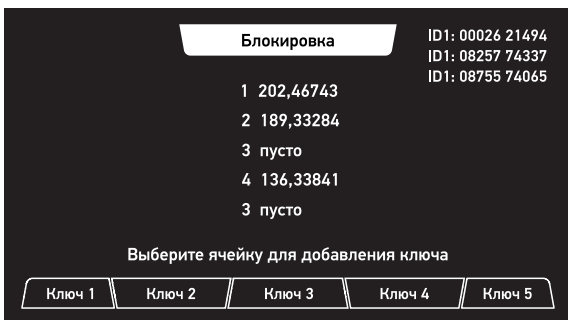 Блокировка
ID1: 00026 21494
ID1: 08257 74337
ID1: 08755 74065
1 202,46743
2 189,33284
3 пусто
4 136,33841
3 пусто
Выберите ячейку для добавления ключа
Ключ 1 Ключ 2 Ключ 3 Ключ 4 Ключ 5